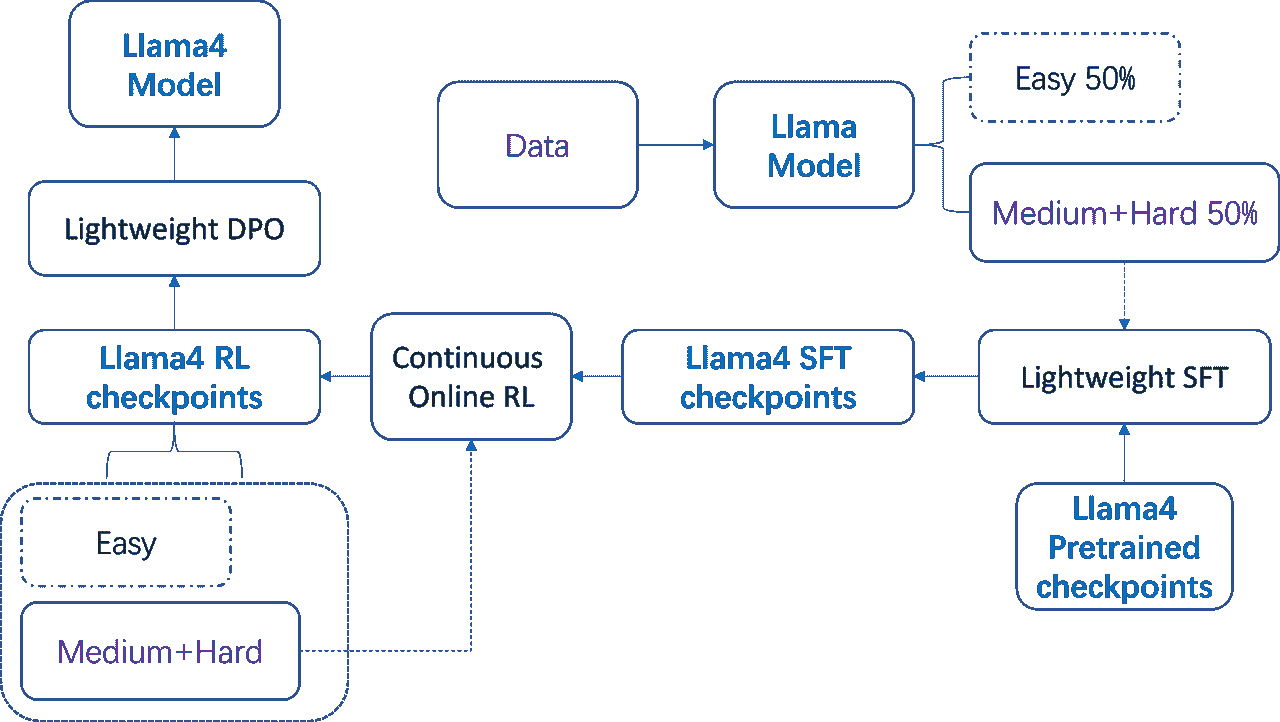 Llama4
Model
Data
Llama
Model
Easy 50%
Medium+Hard 50%
Lightweight DPO
Llama4 RL
checkpoints
Continuous
Online RL
Llama4 SFT
checkpoints
Lightweight SFT
Easy
Medium+Hard
Llama4
Pretrained
checkpoints